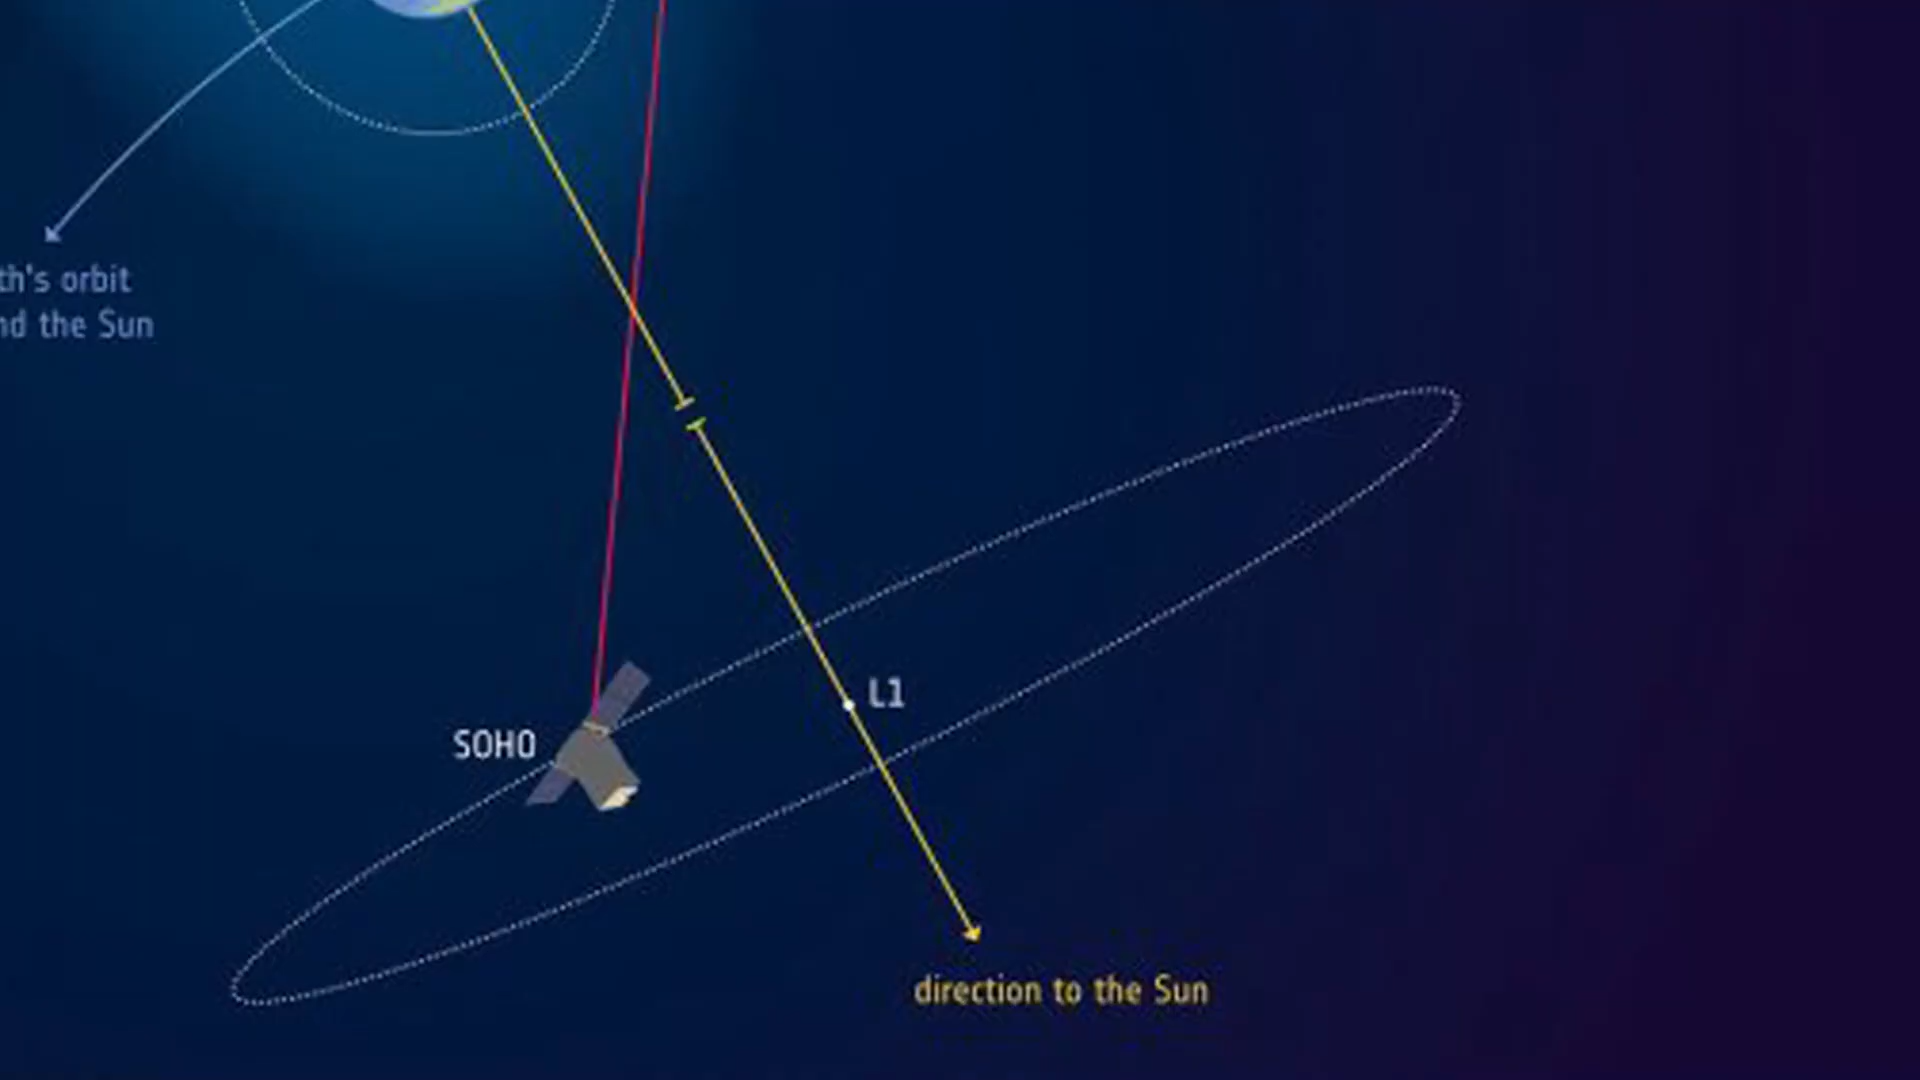 th's orbit
nd the Sun
L1
SOHO
direction to the Sun